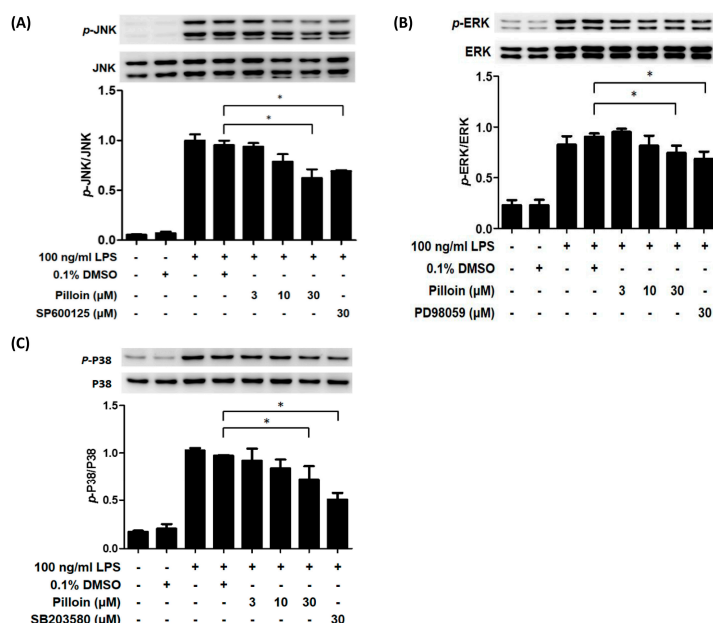 (A)
p-JNK
JNK
1.5
1.0
0.5
0.0
p-JNK/JNK
*
*
100 ng/ml LPS - - + + + + + +
0.1% DMSO - + - + - - - -
Pilloin (µM) - - - - 3 10 30 -
SP600125 (µM) - - - - - - - 30
(B)
p-ERK
ERK
1.5
1.0
0.5
0.0
p-ERK/ERK
*
*
100 ng/ml LPS - - + + + + + +
0.1% DMSO - + - + - - - -
Pilloin (µM) - - - - 3 10 30 -
PD98059 (µM) - - - - - - - 30
(C)
P-P38
P38
1.5
1.0
0.5
0.0
p-P38/P38
*
*
100 ng/ml LPS - - + + + + + +
0.1% DMSO - + - + - - - -
Pilloin (µM) - - - - 3 10 30 -
SB203580 (µM) - - - - - - - 30